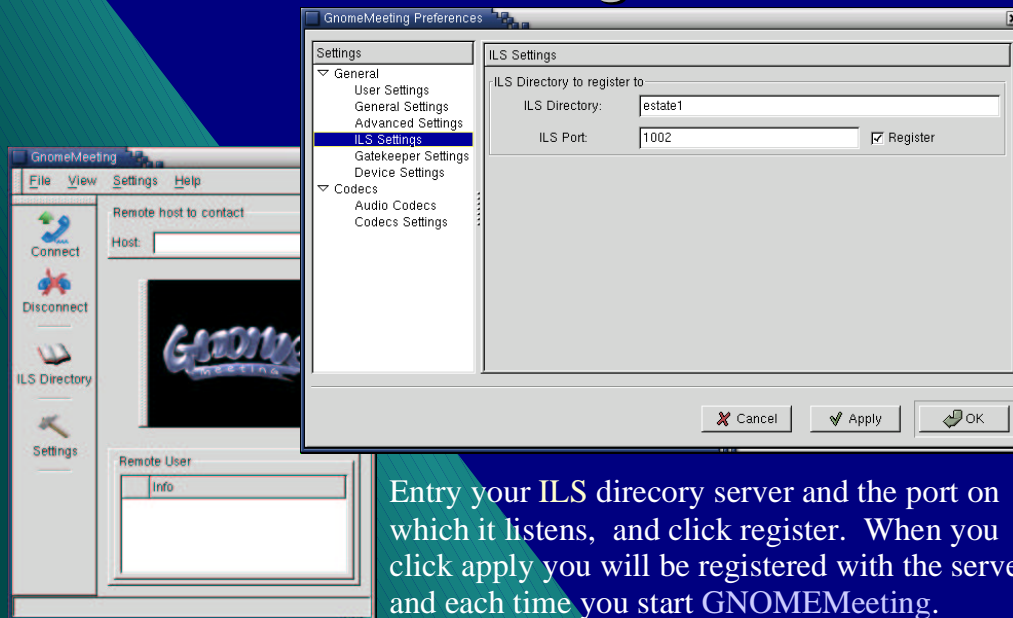 GnomeMeeting Preferences
Settings
General
User Settings
General Settings
Advanced Settings
ILS Settings
Gatekeeper Settings
Device Settings
Codecs
Audio Codecs
Codecs Settings
ILS Settings
ILS Directory to register to
ILS Directory: estate1
ILS Port: 1002 Register
Cancel Apply OK
GnomeMeeting
File View Settings Help
Connect
Disconnect
ILS Directory
Settings
Remote host to contact
Host:
GNOME
MEETING
Remote User
Info
Entry your ILS direcory server and the port on
which it listens, and click register. When you
click apply you will be registered with the serve
and each time you start GNOMEMeeting.